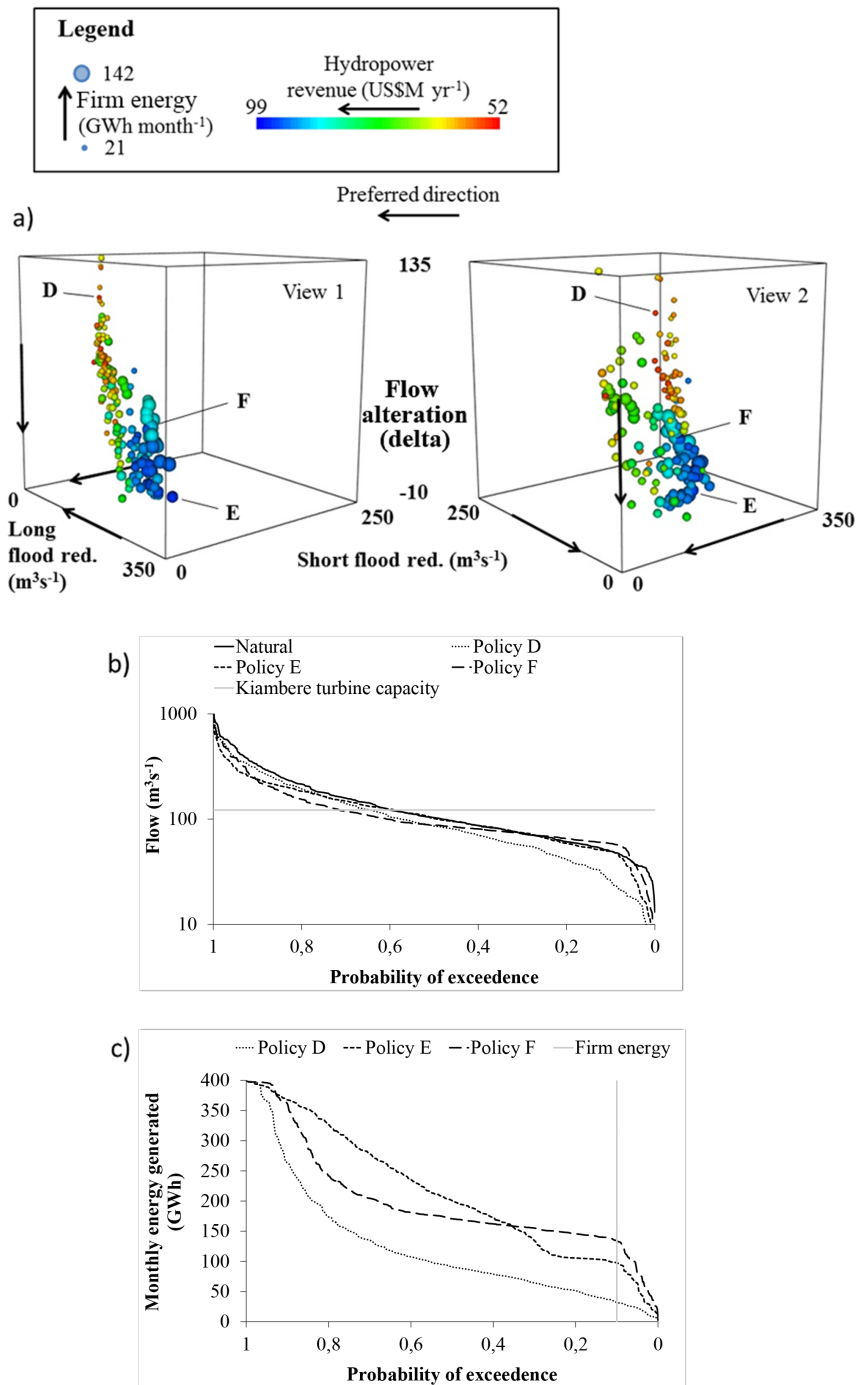 Legend
142
Firm energy
(GWh month-1)
21
Hydropower
revenue (US$M yr-1)
99
52
Preferred direction
a)
D
View 1
F
E
135
Flow
alteration
(delta)
-10
D
View 2
F
E
0
Long
flood red.
(m3s-1)
350
0
250
Short flood red. (m3s-1)
250
0
0
350
b)
Natural
Policy D
Policy E
Policy F
Kiambere turbine capacity
Flow (m3s-1)
1000
100
10
1
0,8
0,6
0,4
0,2
0
Probability of exceedence
c)
Policy D
Policy E
Policy F
Firm energy
Monthly energy generated
(GWh)
400
350
300
250
200
150
100
50
0
1
0,8
0,6
0,4
0,2
0
Probability of exceedence